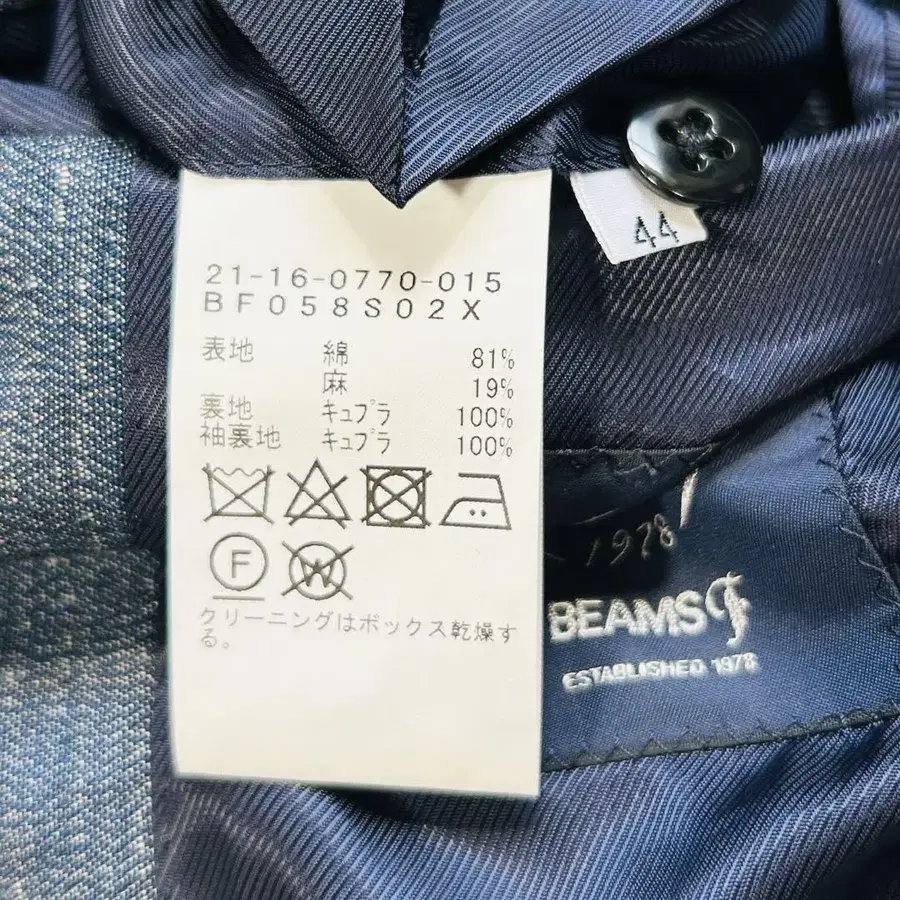 44
21-16-0770-015
BF058S02X
表地 綿 81%
麻 19%
裏地 キュプラ 100%
袖裏地 キュプラ 100%
F
W
クリーニングはボックス乾燥す
る。
1978
BEAMS F
ESTABLISHED 1978